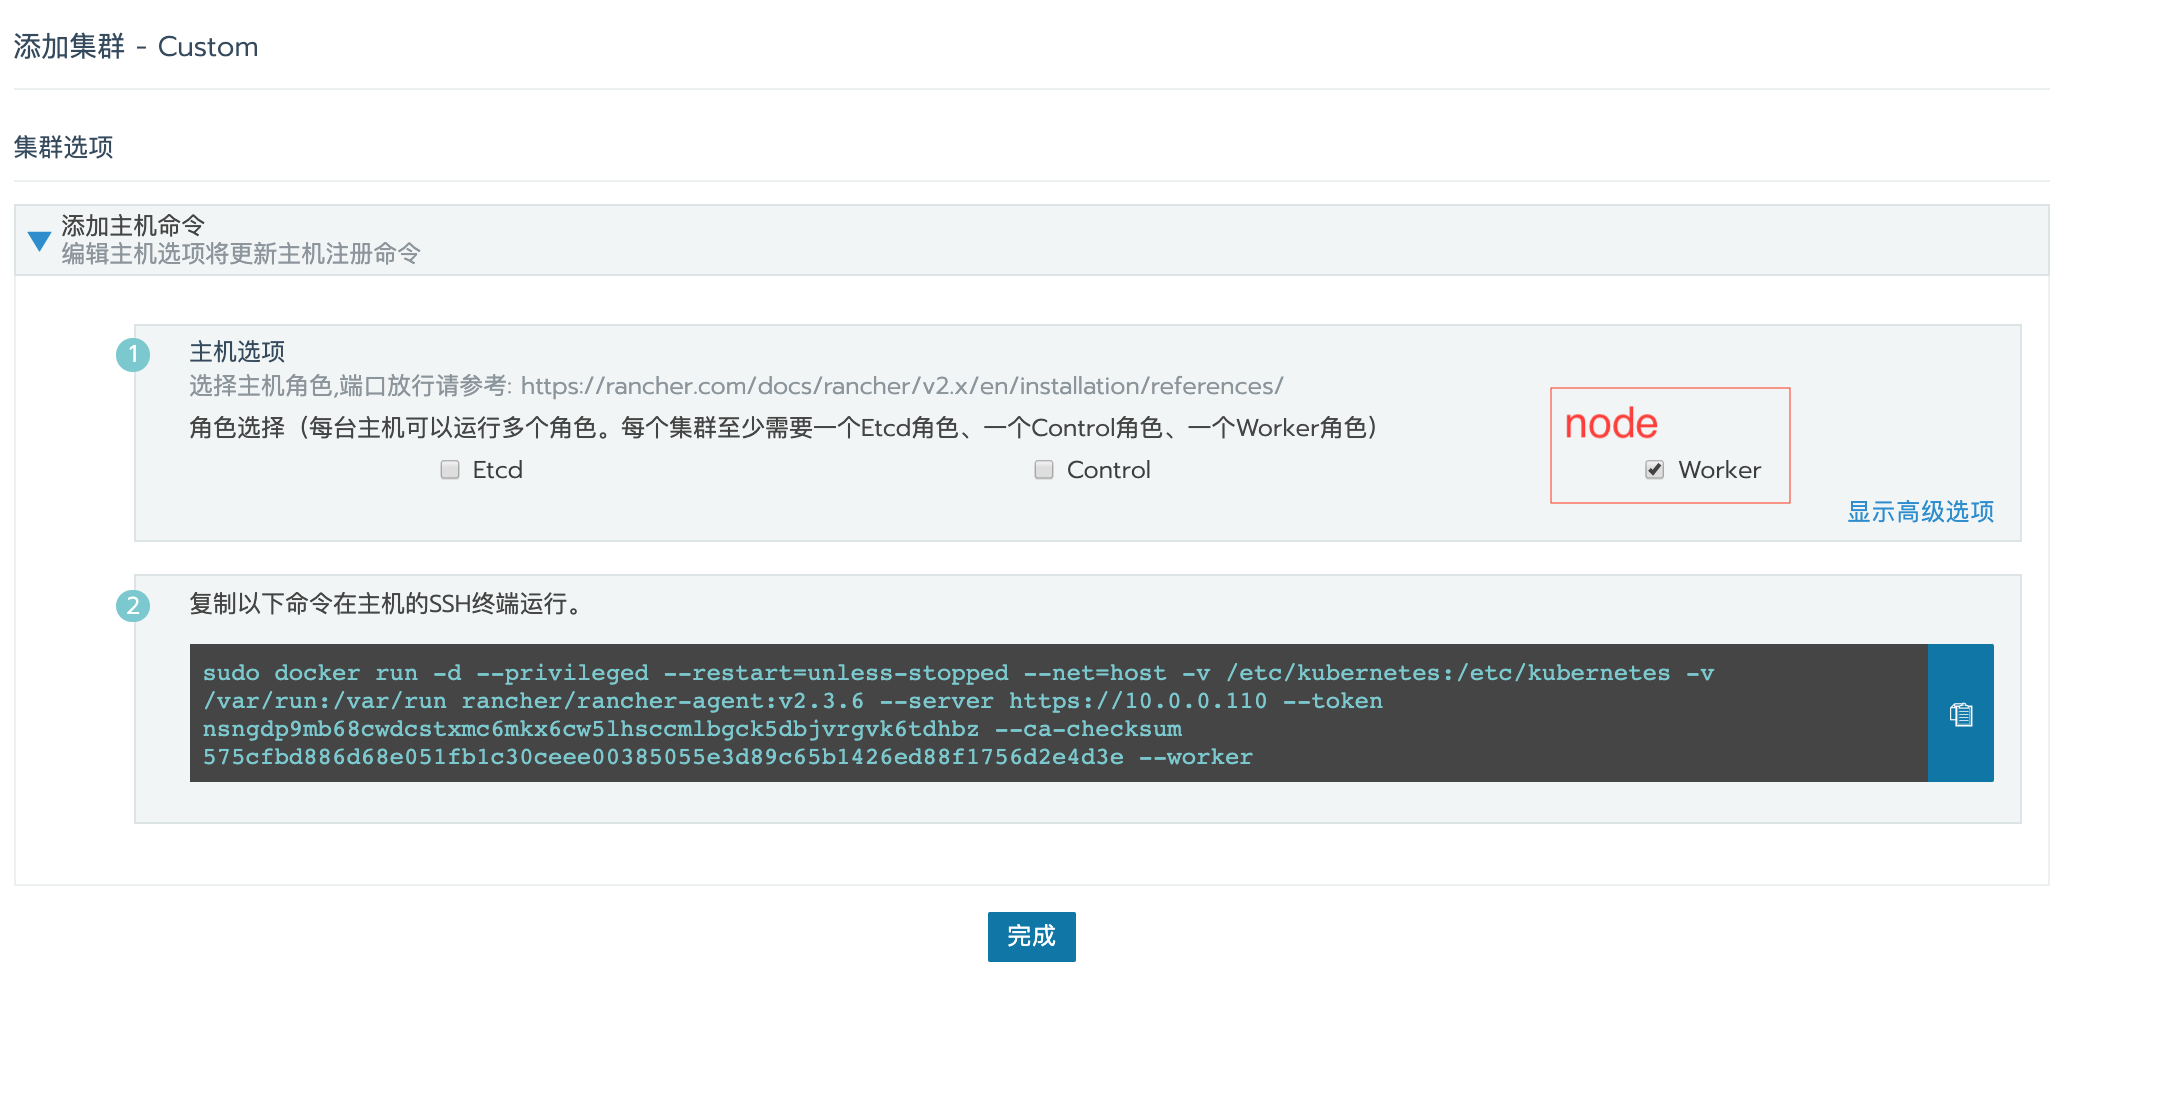 添加集群 - Custom
集群选项
添加主机命令
编辑主机选项将更新主机注册命令
1
主机选项
选择主机角色,端口放行请参考: https://rancher.com/docs/rancher/v2.x/en/installation/references/
角色选择（每台主机可以运行多个角色。每个集群至少需要一个Etcd角色、一个Control角色、一个Worker角色）
node
Etcd
Control
Worker
显示高级选项
2
复制以下命令在主机的SSH终端运行。
sudo docker run -d --privileged --restart=unless-stopped --net=host -v /etc/kubernetes:/etc/kubernetes -v
/var/run:/var/run rancher/rancher-agent:v2.3.6 --server https://10.0.0.110 --token
nsngdp9mb68cwdcstxmc6mkx6cw5lhsccmlbgck5dbjvrgvk6tdhbz --ca-checksum
575cfbd886d68e051fb1c30ceee00385055e3d89c65b1426ed88f1756d2e4d3e --worker
完成